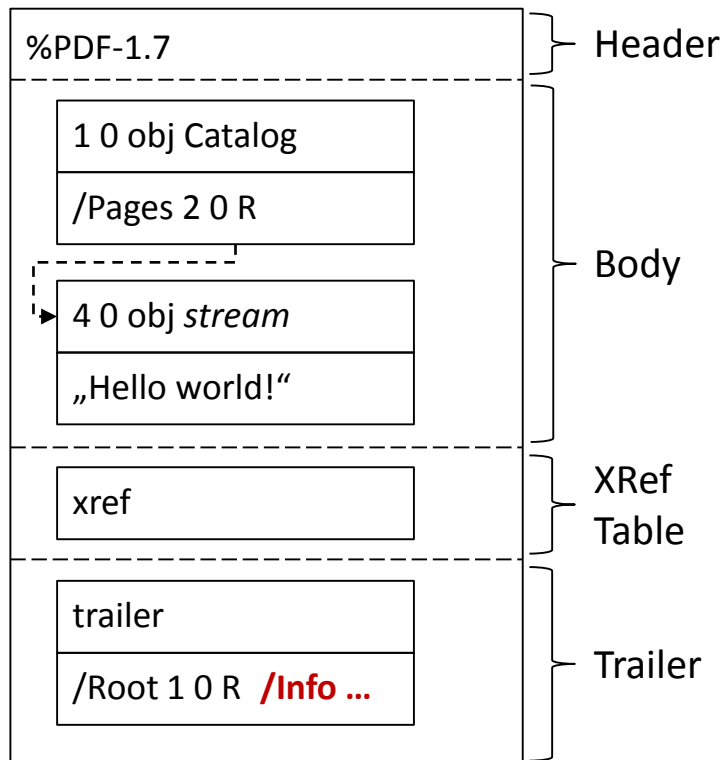 %PDF-1.7
Header
1 0 obj Catalog
/Pages 2 0 R
Body
4 0 obj stream
„Hello world!“
xref
XRef
Table
trailer
/Root 1 0 R /Info ...
Trailer